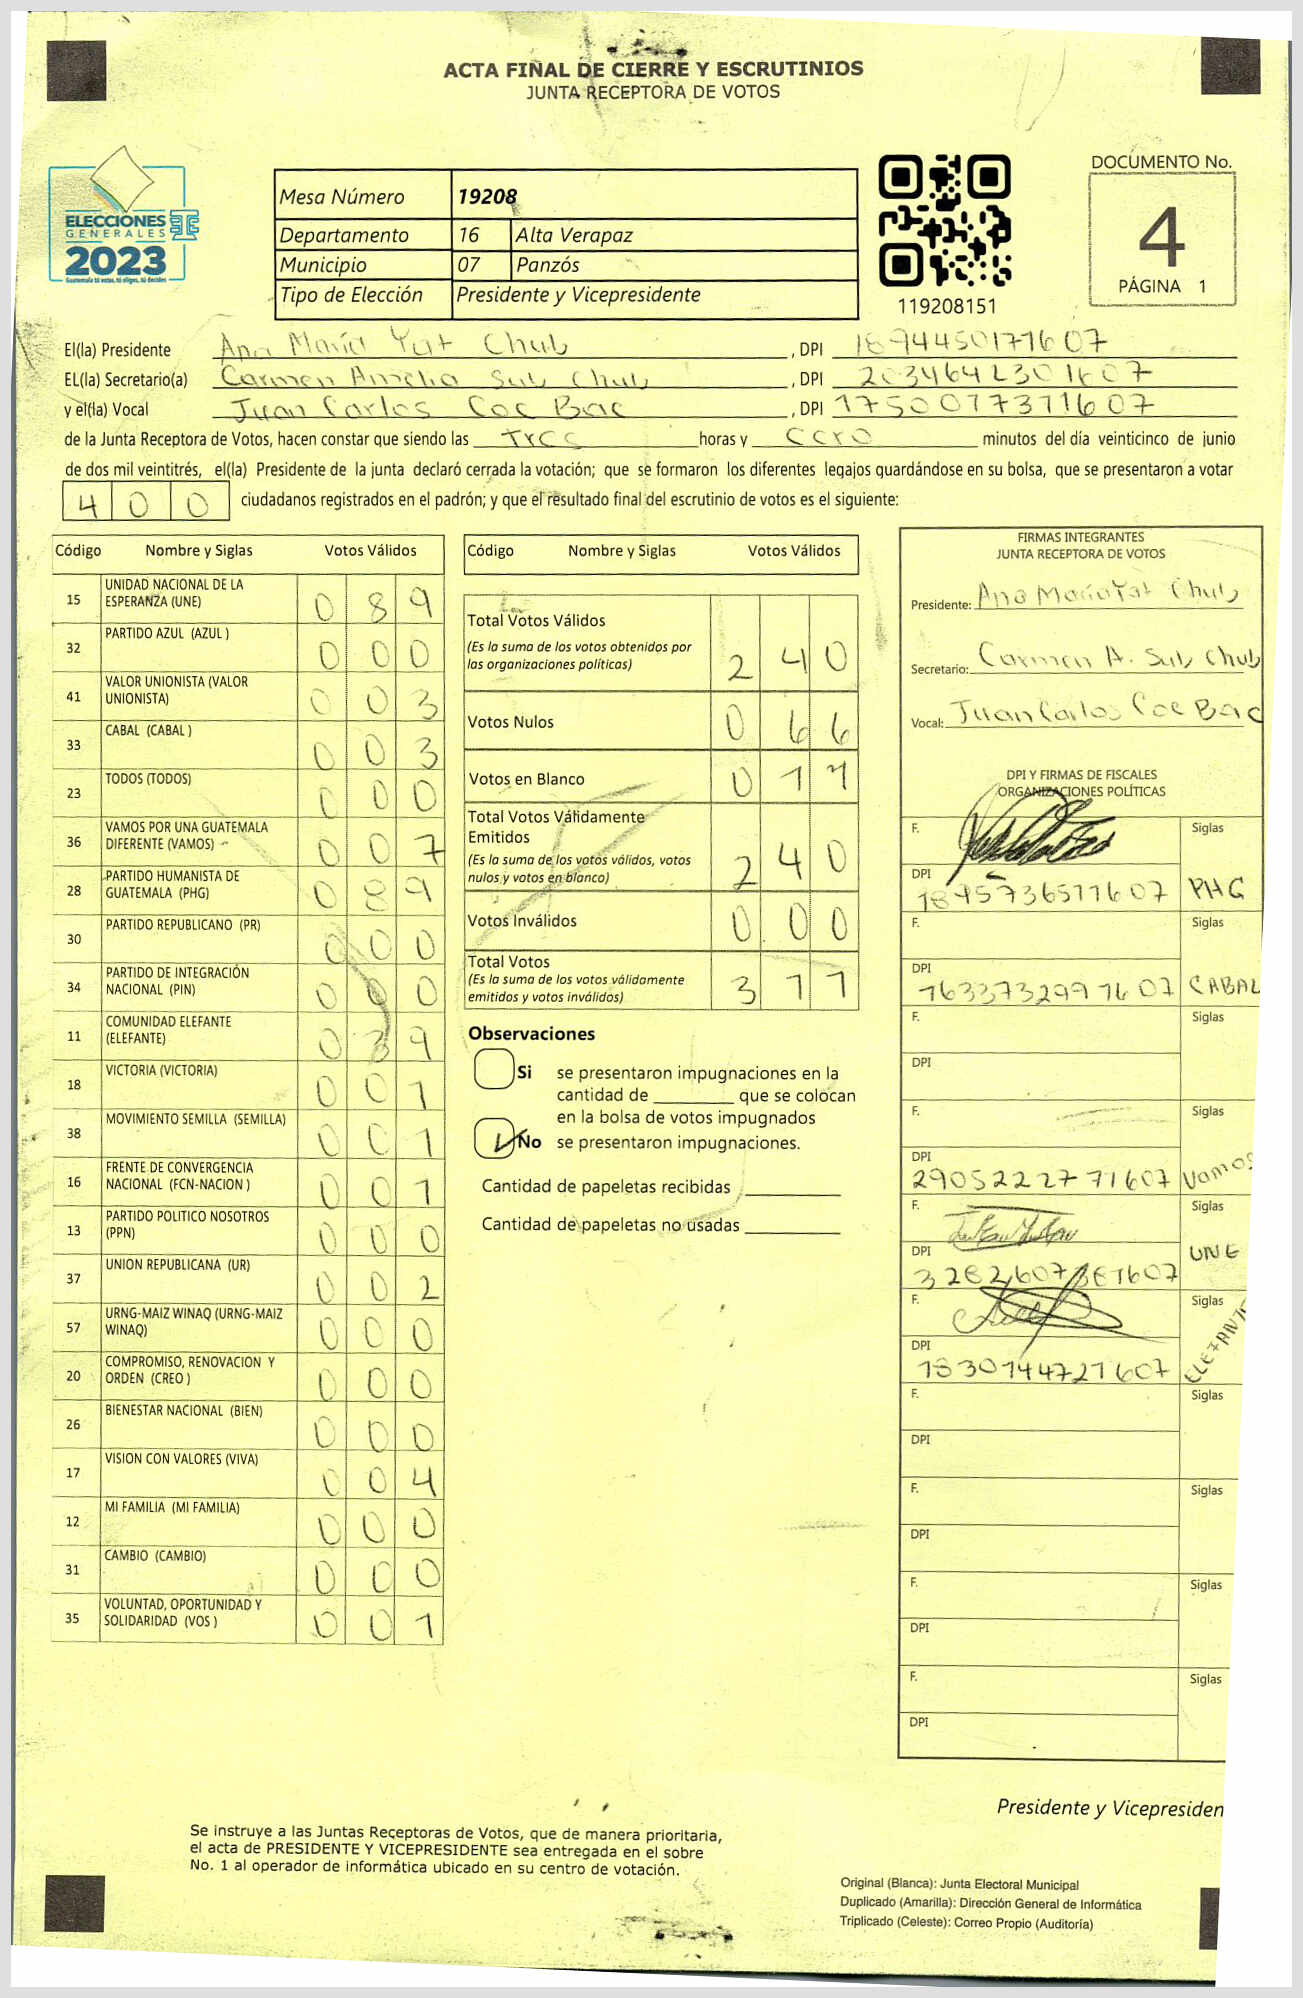 ACTA FINAL DE CIERRE Y ESCRUTINIOS
JUNTA RECEPTORA DE VOTOS
ELECCIONES
GENERALES
2023
Guatemala tú votas, tú eliges, tú decides
Mesa Número 19208
Departamento 16 Alta Verapaz
Municipio 07 Panzós
Tipo de Elección Presidente y Vicepresidente
119208151
DOCUMENTO No.
4
PÁGINA 1
El(la) Presidente Ana María Yat Chub , DPI 1894450171607
EL(la) Secretario(a) Carmen Amelia Sub Chub , DPI 2034642301607
y el(la) Vocal Juan Carlos Coc Bac , DPI 1750077371607
de la Junta Receptora de Votos, hacen constar que siendo las Tres horas y cero minutos del día veinticinco de junio
de dos mil veintitrés, el(la) Presidente de la junta declaró cerrada la votación; que se formaron los diferentes legajos guardándose en su bolsa, que se presentaron a votar
4 0 0 ciudadanos registrados en el padrón; y que el resultado final del escrutinio de votos es el siguiente:
Código Nombre y Siglas Votos Válidos
15 UNIDAD NACIONAL DE LA ESPERANZA (UNE) 0 8 9
32 PARTIDO AZUL (AZUL ) 0 0 0
41 VALOR UNIONISTA (VALOR UNIONISTA) 0 0 3
33 CABAL (CABAL ) 0 0 3
23 TODOS (TODOS) 0 0 0
36 VAMOS POR UNA GUATEMALA DIFERENTE (VAMOS) 0 0 7
28 PARTIDO HUMANISTA DE GUATEMALA (PHG) 0 8 9
30 PARTIDO REPUBLICANO (PR) 0 0 0
34 PARTIDO DE INTEGRACIÓN NACIONAL (PIN) 0 0 0
11 COMUNIDAD ELEFANTE (ELEFANTE) 0 3 9
18 VICTORIA (VICTORIA) 0 0 1
38 MOVIMIENTO SEMILLA (SEMILLA) 0 0 1
16 FRENTE DE CONVERGENCIA NACIONAL (FCN-NACION ) 0 0 1
13 PARTIDO POLITICO NOSOTROS (PPN) 0 0 0
37 UNION REPUBLICANA (UR) 0 0 2
57 URNG-MAIZ WINAQ (URNG-MAIZ WINAQ) 0 0 0
20 COMPROMISO, RENOVACION Y ORDEN (CREO ) 0 0 0
26 BIENESTAR NACIONAL (BIEN) 0 0 0
17 VISION CON VALORES (VIVA) 0 0 4
12 MI FAMILIA (MI FAMILIA) 0 0 0
31 CAMBIO (CAMBIO) 0 0 0
35 VOLUNTAD, OPORTUNIDAD Y SOLIDARIDAD (VOS ) 0 0 1
Código Nombre y Siglas Votos Válidos
Total Votos Válidos 2 4 0
(Es la suma de los votos obtenidos por
las organizaciones políticas)
Votos Nulos 0 6 6
Votos en Blanco 0 7 1
Total Votos Válidamente
Emitidos 2 4 0
(Es la suma de los votos válidos, votos
nulos y votos en blanco)
Votos Inválidos 0 0 0
Total Votos
(Es la suma de los votos válidamente 3 7 7
emitidos y votos inválidos)
Observaciones
Si se presentaron impugnaciones en la
cantidad de ________ que se colocan
en la bolsa de votos impugnados
No se presentaron impugnaciones.
Cantidad de papeletas recibidas
Cantidad de papeletas no usadas
FIRMAS INTEGRANTES
JUNTA RECEPTORA DE VOTOS
Presidente: Ana María Yat Chub
Secretario: Carmen A. Sub Chub
Vocal: Juan Carlos Coc Bac
DPI Y FIRMAS DE FISCALES
ORGANIZACIONES POLÍTICAS
F. Siglas
DPI PHG
F. Siglas
DPI 1633732991607 CABAL
F. Siglas
DPI
F. Siglas
DPI 2905222771607 Vamos
F. Siglas
DPI UNE
F. Siglas
DPI 1830144721607 ELEFANTE
F. Siglas
DPI
F. Siglas
DPI
F. Siglas
DPI
F. Siglas
DPI
Presidente y Vicepresiden
Se instruye a las Juntas Receptoras de Votos, que de manera prioritaria,
el acta de PRESIDENTE Y VICEPRESIDENTE sea entregada en el sobre
No. 1 al operador de informática ubicado en su centro de votación.
Original (Blanca): Junta Electoral Municipal
Duplicado (Amarilla): Dirección General de Informática
Triplicado (Celeste): Correo Propio (Auditoría)